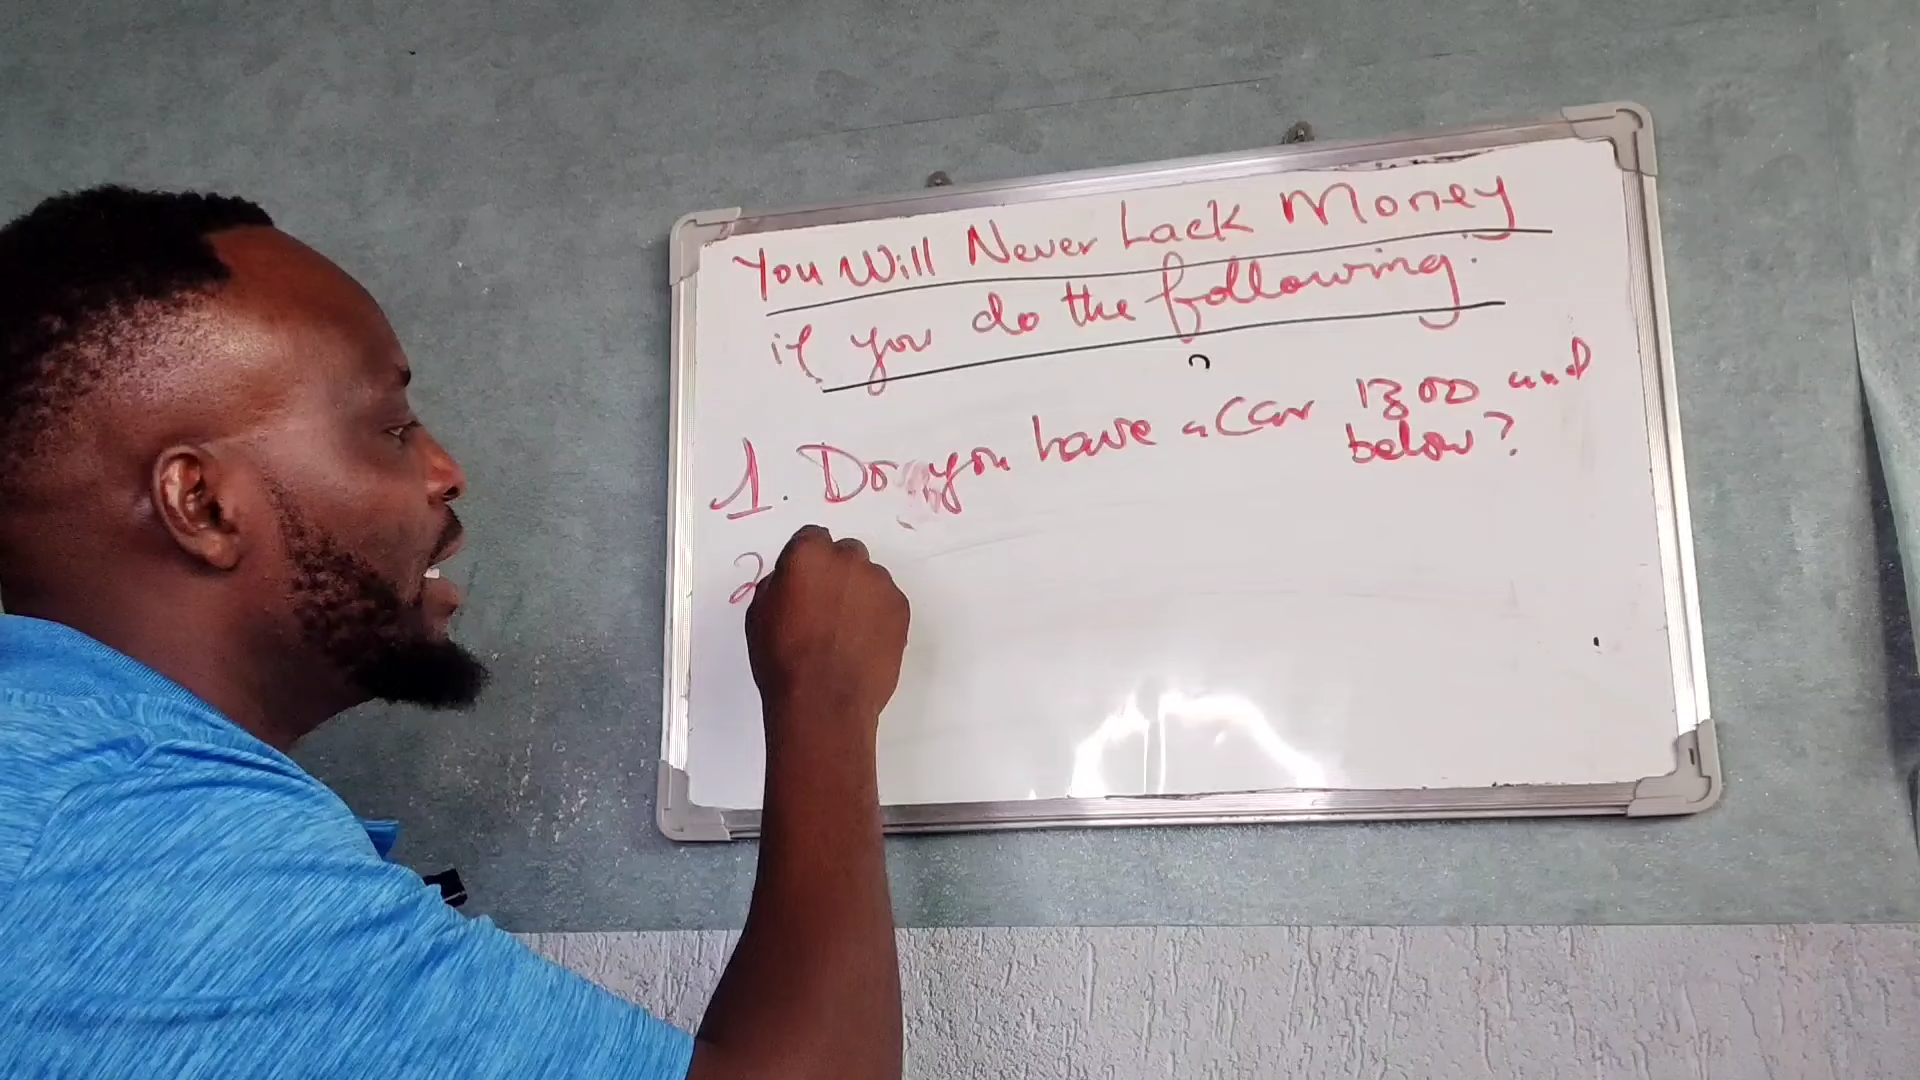 You Will Never Lack Money
if you do the following:
1. Do you have a Car 1300 and
below?
2